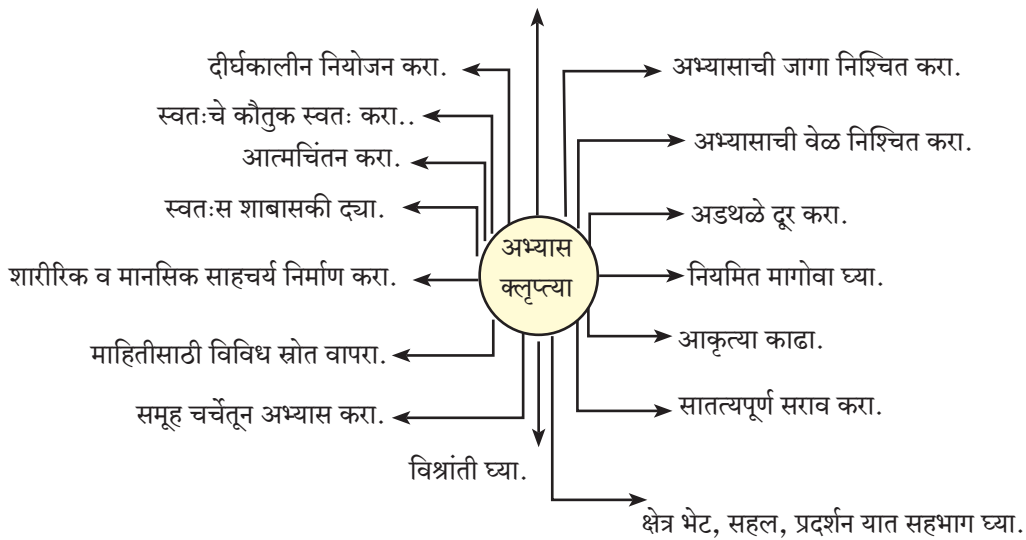 दीर्घकालीन नियोजन करा.
स्वतःचे कौतुक स्वतः करा..
आत्मचिंतन करा.
स्वतःस शाबासकी द्या.
शारीरिक व मानसिक साहचर्य निर्माण करा.
माहितीसाठी विविध स्रोत वापरा.
समूह चर्चेतून अभ्यास करा.
विश्रांती घ्या.
अभ्यास
क्लृप्त्या
अभ्यासाची जागा निश्चित करा.
अभ्यासाची वेळ निश्चित करा.
अडथळे दूर करा.
नियमित मागोवा घ्या.
आकृत्या काढा.
सातत्यपूर्ण सराव करा.
क्षेत्र भेट, सहल, प्रदर्शन यात सहभाग घ्या.